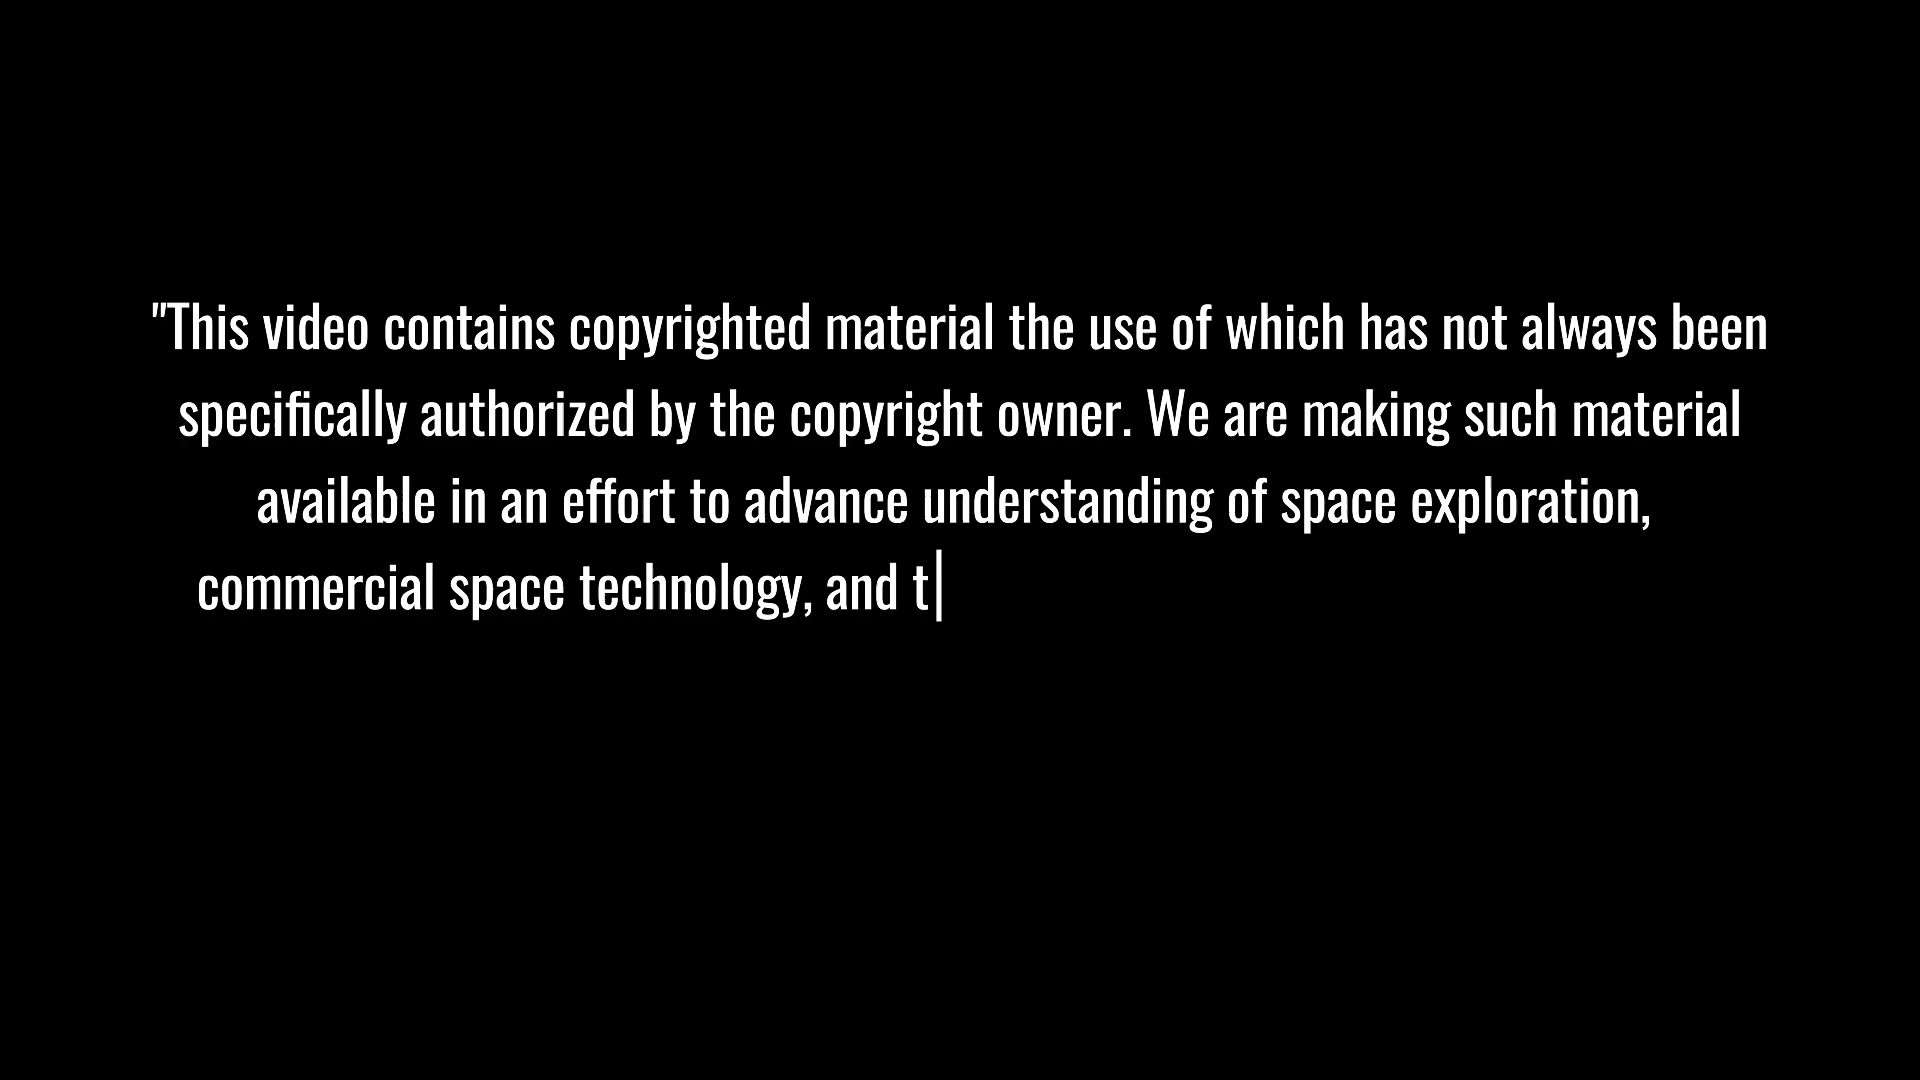 "This video contains copyrighted material the use of which has not always been
specifically authorized by the copyright owner. We are making such material
available in an effort to advance understanding of space exploration,
commercial space technology, and t